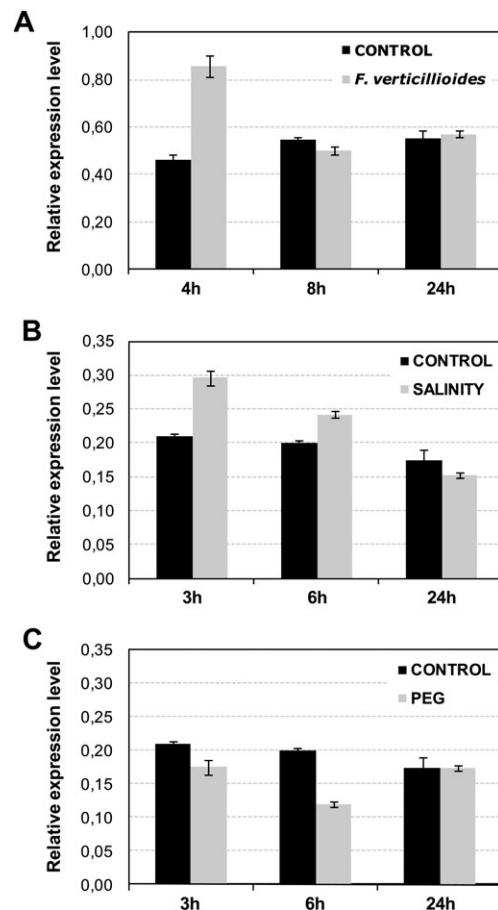 A
Relative expression level
1,00
0,80
0,60
0,40
0,20
0,00
CONTROL
F. verticillioides
4h 8h 24h
B
Relative expression level
0,35
0,30
0,25
0,20
0,15
0,10
0,05
0,00
CONTROL
SALINITY
3h 6h 24h
C
Relative expression level
0,35
0,30
0,25
0,20
0,15
0,10
0,05
0,00
CONTROL
PEG
3h 6h 24h